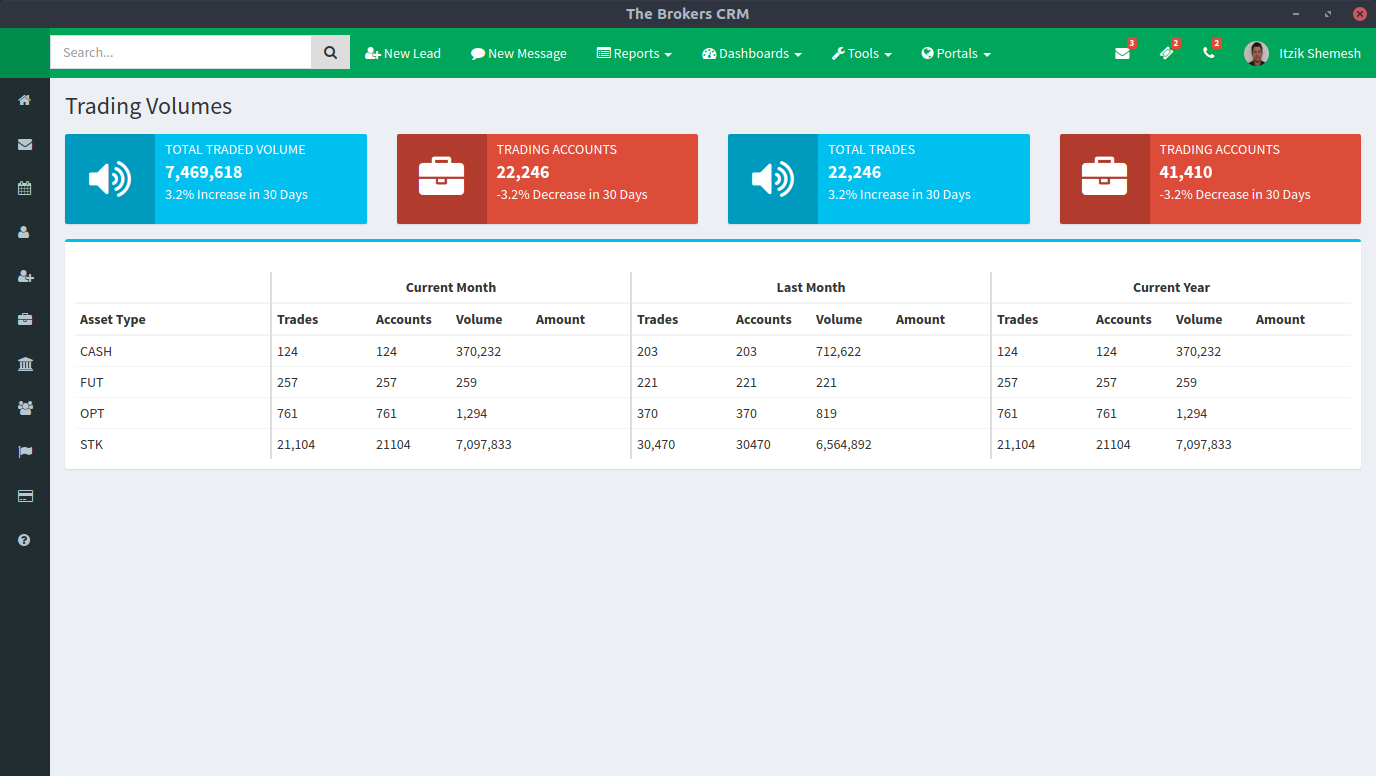 The Brokers CRM
Search... New Lead New Message Reports Dashboards Tools Portals 3 2 2 Itzik Shemesh
Trading Volumes
TOTAL TRADED VOLUME
7,469,618
3.2% Increase in 30 Days
TRADING ACCOUNTS
22,246
-3.2% Decrease in 30 Days
TOTAL TRADES
22,246
3.2% Increase in 30 Days
TRADING ACCOUNTS
41,410
-3.2% Decrease in 30 Days
Current Month Last Month Current Year
Asset Type Trades Accounts Volume Amount Trades Accounts Volume Amount Trades Accounts Volume Amount
CASH 124 124 370,232 203 203 712,622 124 124 370,232
FUT 257 257 259 221 221 221 257 257 259
OPT 761 761 1,294 370 370 819 761 761 1,294
STK 21,104 21104 7,097,833 30,470 30470 6,564,892 21,104 21104 7,097,833